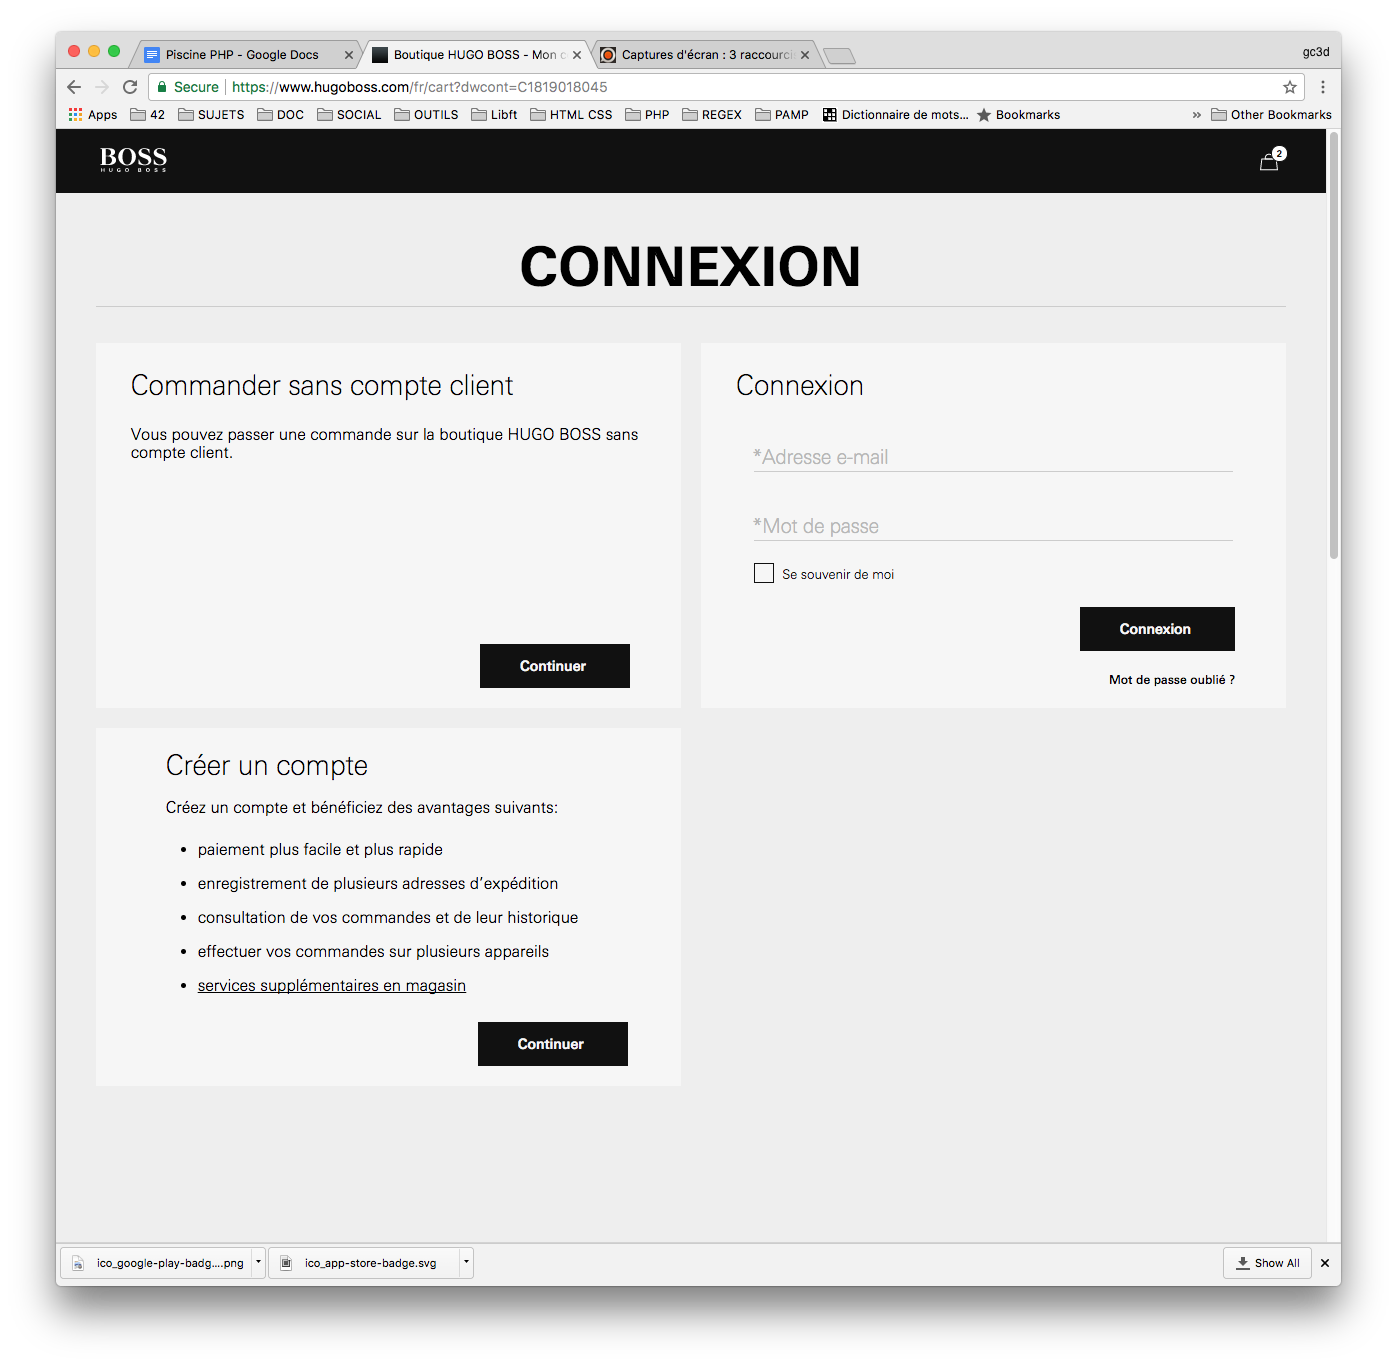 Piscine PHP - Google Docs
Boutique HUGO BOSS - Mon c
Captures d'écran : 3 raccourci
gc3d
Secure https://www.hugoboss.com/fr/cart?dwcont=C1819018045
Apps 42 SUJETS DOC SOCIAL OUTILS Libft HTML CSS PHP REGEX PAMP Dictionnaire de mots... Bookmarks » Other Bookmarks
BOSS
HUGO BOSS
2
CONNEXION
Commander sans compte client
Vous pouvez passer une commande sur la boutique HUGO BOSS sans
compte client.
Continuer
Connexion
*Adresse e-mail
*Mot de passe
Se souvenir de moi
Connexion
Mot de passe oublié ?
Créer un compte
Créez un compte et bénéficiez des avantages suivants:
• paiement plus facile et plus rapide
• enregistrement de plusieurs adresses d'expédition
• consultation de vos commandes et de leur historique
• effectuer vos commandes sur plusieurs appareils
• services supplémentaires en magasin
Continuer
ico_google-play-badg....png
ico_app-store-badge.svg
Show All